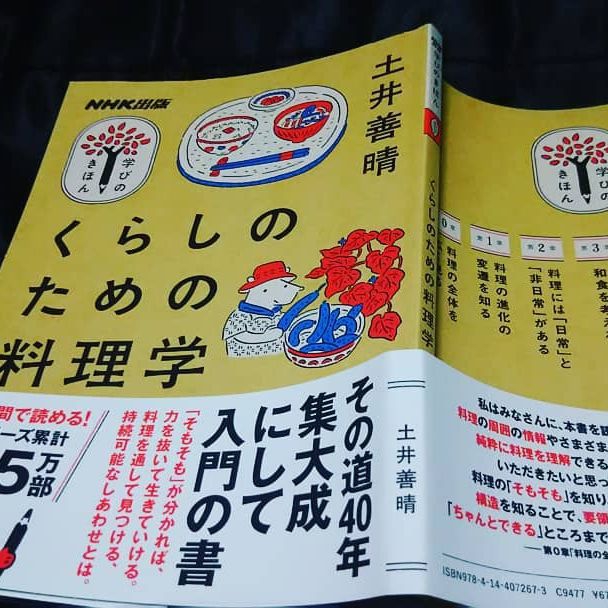 NHK出版
学びの
きほん
土井善晴
くらしの
ための
料理学
その道40年
集大成
にして
入門の書
「そもそも」が分かれば、
力を抜いて生きていける。
料理を通して見つける、
持続可能なしあわせとは。
間で読める!
ーズ累計
5万部
学びのきほん
くらしのための料理学
土井善晴
学びの
きほん
0章
料理の全体を
第1章
料理の進化の
変遷を知る
第2章
料理には「日常」と
「非日常」がある
第3
和食を考え
私はみなさんに、本書を読
料理の周囲の情報やさまざま
純粋に料理を理解できる
いただきたいと思っ
料理の「そもそも」を知り
構造を知ることで、要領
「ちゃんとできる」ところまで
——第0章「料理の全
ISBN978-4-14-407267-3 C9477 ¥67